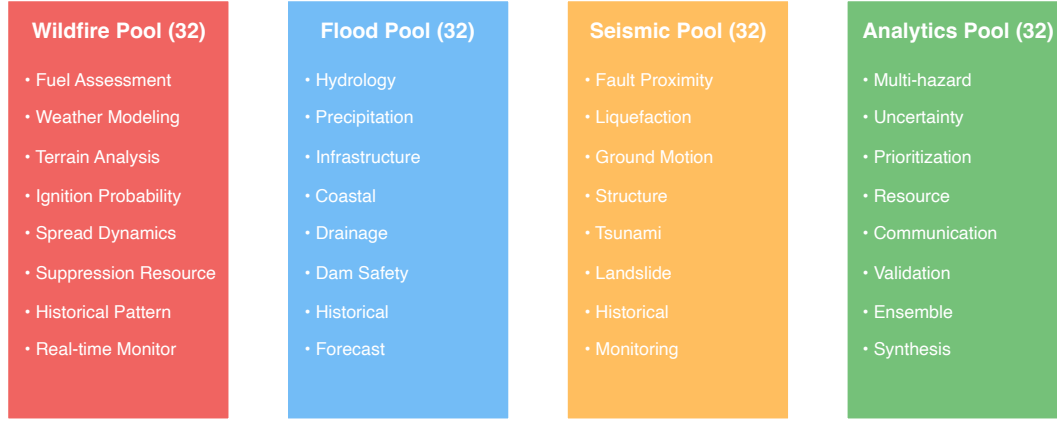 Wildfire Pool (32)
• Fuel Assessment
• Weather Modeling
• Terrain Analysis
• Ignition Probability
• Spread Dynamics
• Suppression Resource
• Historical Pattern
• Real-time Monitor
Flood Pool (32)
• Hydrology
• Precipitation
• Infrastructure
• Coastal
• Drainage
• Dam Safety
• Historical
• Forecast
Seismic Pool (32)
• Fault Proximity
• Liquefaction
• Ground Motion
• Structure
• Tsunami
• Landslide
• Historical
• Monitoring
Analytics Pool (32)
• Multi-hazard
• Uncertainty
• Prioritization
• Resource
• Communication
• Validation
• Ensemble
• Synthesis